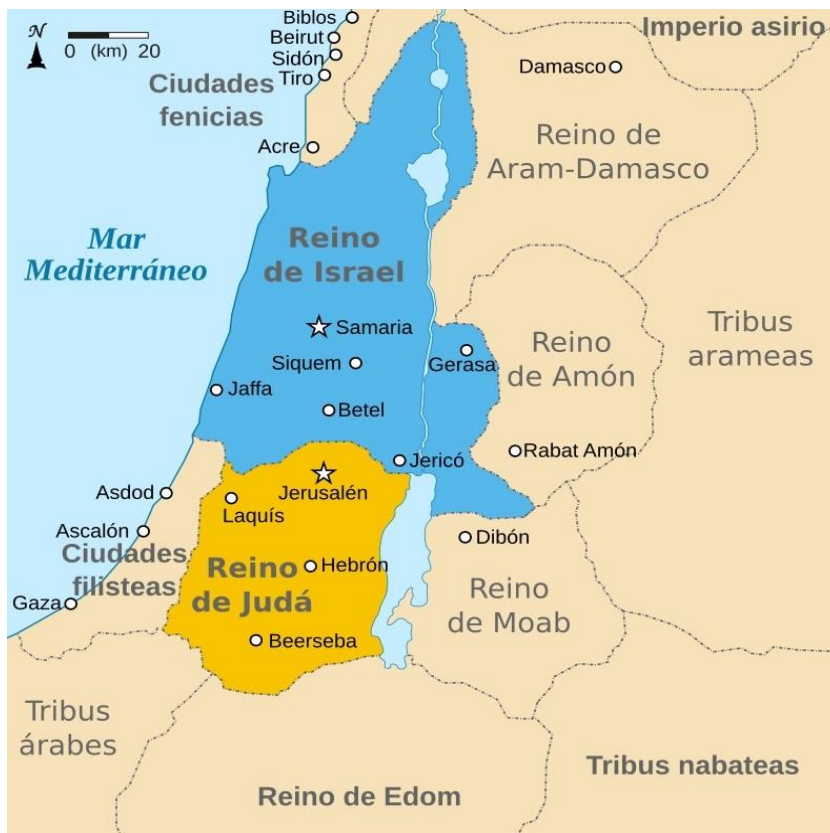 Biblos
Imperio asirio
N
0 (km) 20
Beirut
Sidón
Tiro
Damasco
Ciudades
fenicias
Reino de
Aram-Damasco
Acre
Mar
Mediterráneo
Reino
de Israel
Samaria
Tribus
arameas
Reino
de Amón
Siquem
Gerasa
Jaffa
Betel
Jericó
Rabat Amón
Asdod
Jerusalén
Laquís
Ascalón
Dibón
Ciudades
filisteas
Reino
de Judá
Hebrón
Reino
de Moab
Gaza
Beerseba
Tribus
árabes
Tribus nabateas
Reino de Edom